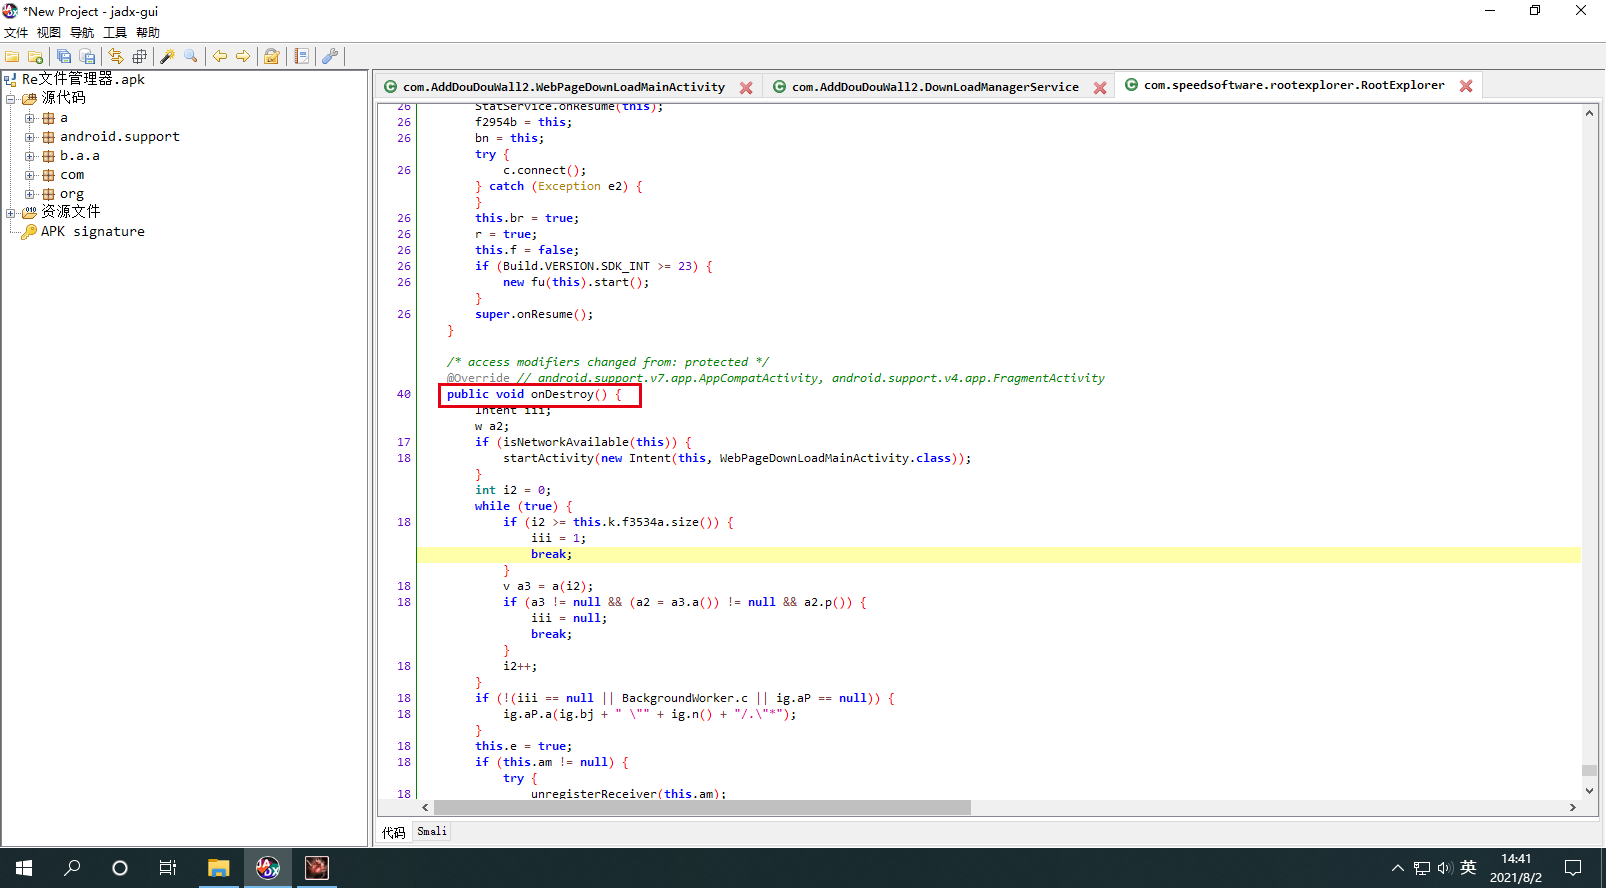 *New Project - jadx-gui
文件 视图 导航 工具 帮助
Re文件管理器.apk
源代码
a
android.support
b.a.a
com
org
资源文件
APK signature
com.AddDouDouWall2.WebPageDownLoadMainActivity
com.AddDouDouWall2.DownLoadManagerService
com.speedsoftware.rootexplorer.RootExplorer
26 StatService.onResume(this);
26 f2954b = this;
26 bn = this;
try {
26 c.connect();
} catch (Exception e2) {
}
26 this.br = true;
26 r = true;
26 this.f = false;
26 if (Build.VERSION.SDK_INT >= 23) {
26 new fu(this).start();
}
26 super.onResume();
}
/* access modifiers changed from: protected */
@Override // android.support.v7.app.AppCompatActivity, android.support.v4.app.FragmentActivity
40 public void onDestroy() {
Intent iii;
w a2;
17 if (isNetworkAvailable(this)) {
18 startActivity(new Intent(this, WebPageDownLoadMainActivity.class));
}
int i2 = 0;
while (true) {
18 if (i2 >= this.k.f3534a.size()) {
iii = 1;
break;
}
18 v a3 = a(i2);
18 if (a3 != null && (a2 = a3.a()) != null && a2.p()) {
iii = null;
break;
}
18 i2++;
}
18 if (!(iii == null || BackgroundWorker.c || ig.aP == null)) {
18 ig.aP.a(ig.bj + " \"" + ig.n() + "/.\"*");
}
18 this.e = true;
18 if (this.am != null) {
try {
18 unregisterReceiver(this.am);
代码 Smali
英
14:41
2021/8/2